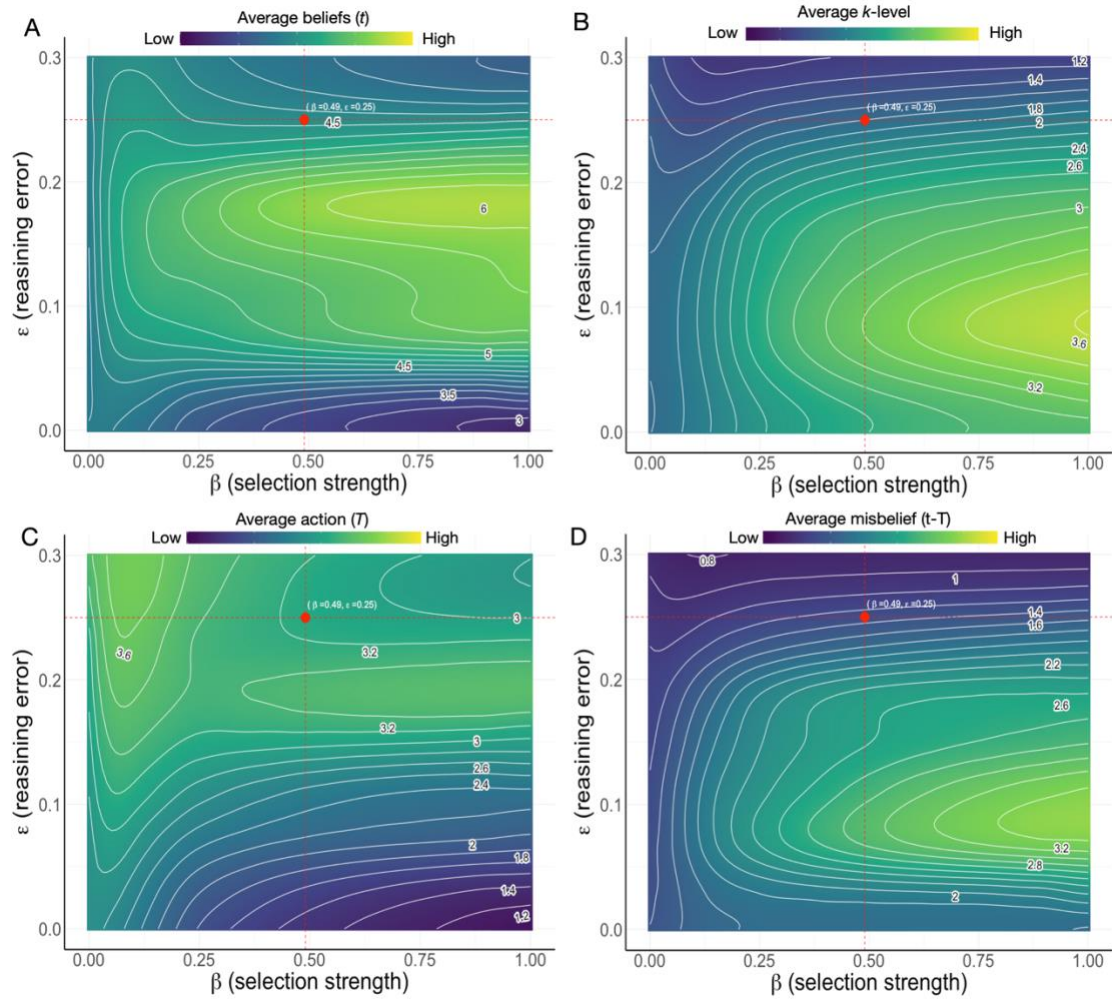 A
Average beliefs (t)
Low High
0.3
0.2
0.1
0.0
ε (reasining error)
( β =0.49, ε =0.25)
4.5
6
5
4.5
3.5
3
0.00 0.25 0.50 0.75 1.00
β (selection strength)
B
Average k-level
Low High
0.3
0.2
0.1
0.0
ε (reasining error)
1.2
1.4
( β =0.49, ε =0.25)
1.8
2
2.4
2.6
3
3.6
3.2
0.00 0.25 0.50 0.75 1.00
β (selection strength)
C
Average action (T)
Low High
0.3
0.2
0.1
0.0
ε (reasining error)
( β =0.49, ε =0.25)
3
3.6
3.2
3.2
3
2.6
2.4
2
1.8
1.4
1.2
0.00 0.25 0.50 0.75 1.00
β (selection strength)
D
Average misbelief (t-T)
Low High
0.3
0.2
0.1
0.0
ε (reasining error)
0.8
1
( β =0.49, ε =0.25)
1.4
1.6
2.2
2.6
3.2
2.8
2
0.00 0.25 0.50 0.75 1.00
β (selection strength)